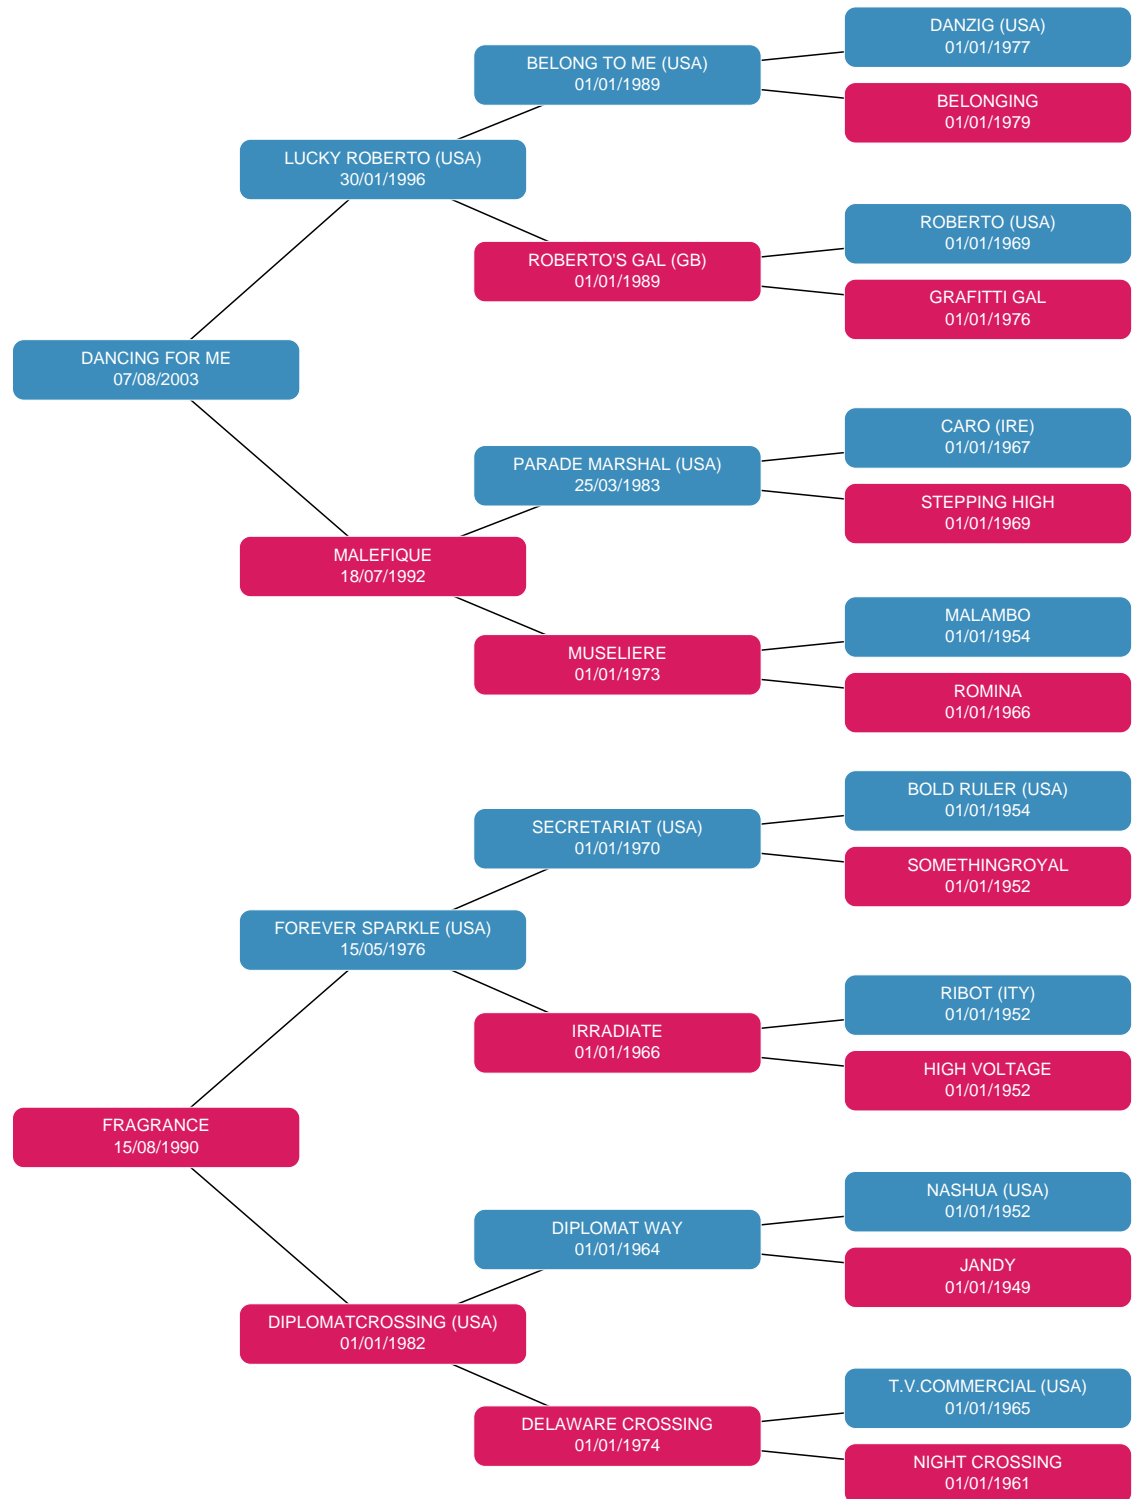 DANZIG (USA)
01/01/1977
BELONG TO ME (USA)
01/01/1989
BELONGING
01/01/1979
LUCKY ROBERTO (USA)
30/01/1996
ROBERTO (USA)
01/01/1969
ROBERTO'S GAL (GB)
01/01/1989
GRAFITTI GAL
01/01/1976
DANCING FOR ME
07/08/2003
CARO (IRE)
01/01/1967
PARADE MARSHAL (USA)
25/03/1983
STEPPING HIGH
01/01/1969
MALEFIQUE
18/07/1992
MALAMBO
01/01/1954
MUSELIERE
01/01/1973
ROMINA
01/01/1966
BOLD RULER (USA)
01/01/1954
SECRETARIAT (USA)
01/01/1970
SOMETHINGROYAL
01/01/1952
FOREVER SPARKLE (USA)
15/05/1976
RIBOT (ITY)
01/01/1952
IRRADIATE
01/01/1966
HIGH VOLTAGE
01/01/1952
FRAGRANCE
15/08/1990
NASHUA (USA)
01/01/1952
DIPLOMAT WAY
01/01/1964
JANDY
01/01/1949
DIPLOMATCROSSING (USA)
01/01/1982
T.V.COMMERCIAL (USA)
01/01/1965
DELAWARE CROSSING
01/01/1974
NIGHT CROSSING
01/01/1961